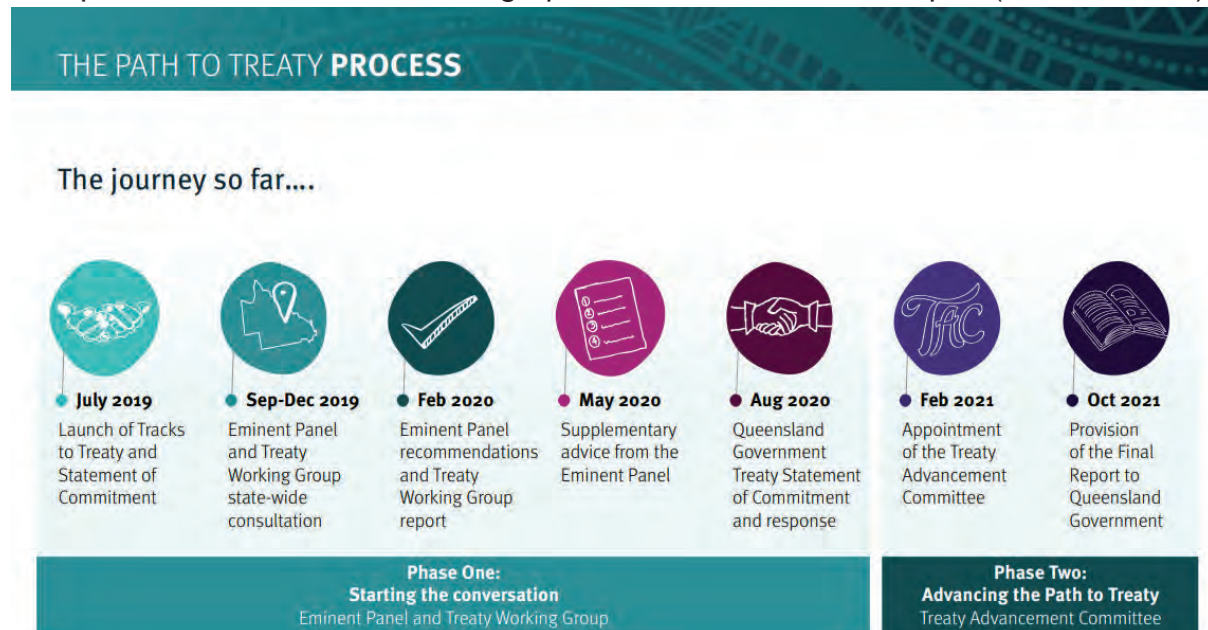 THE PATH TO TREATY PROCESS
The journey so far....
July 2019
Launch of Tracks
to Treaty and
Statement of
Commitment
Sep-Dec 2019
Eminent Panel
and Treaty
Working Group
state-wide
consultation
Feb 2020
Eminent Panel
recommendations
and Treaty
Working Group
report
1
2
3
4
May 2020
Supplementary
advice from the
Eminent Panel
Aug 2020
Queensland
Government
Treaty Statement
of Commitment
and response
TAC
Feb 2021
Appointment
of the Treaty
Advancement
Committee
Oct 2021
Provision
of the Final
Report to
Queensland
Government
Phase One:
Starting the conversation
Eminent Panel and Treaty Working Group
Phase Two:
Advancing the Path to Treaty
Treaty Advancement Committee